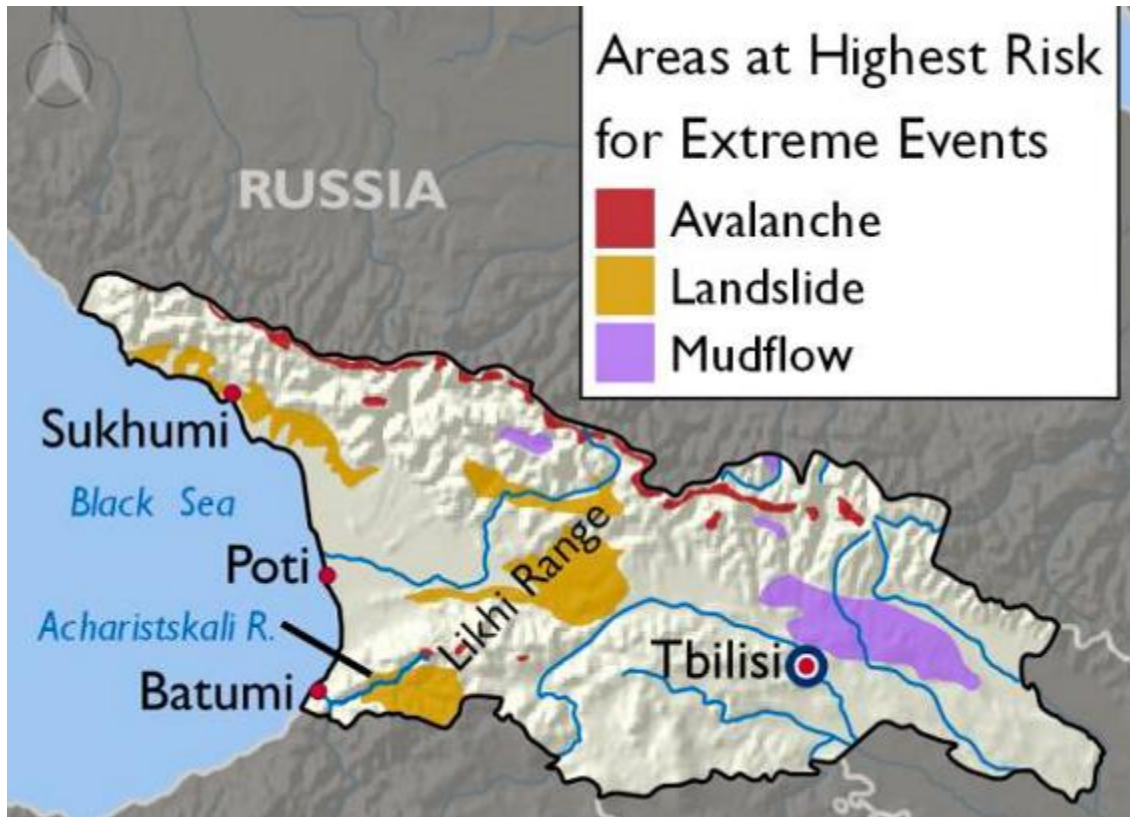 N
Areas at Highest Risk
for Extreme Events
Avalanche
Landslide
Mudflow
RUSSIA
Sukhumi
Black Sea
Poti
Likhi Range
Acharistskali R.
Tbilisi
Batumi